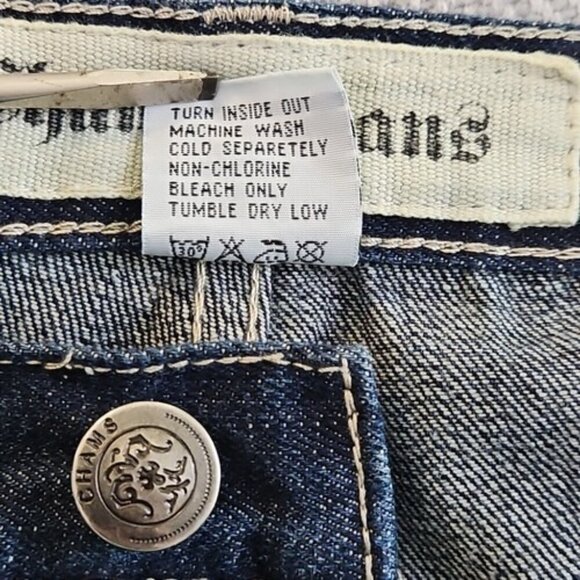 TURN INSIDE OUT
MACHINE WASH
COLD SEPARETELY
NON-CHLORINE
BLEACH ONLY
TUMBLE DRY LOW
30°
CHAMS